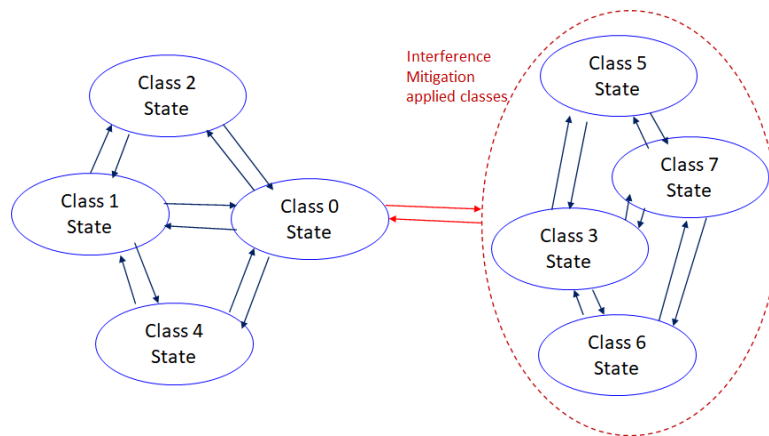 Interference
Mitigation
applied classes
Class 2
State
Class 5
State
Class 1
State
Class 0
State
Class 7
State
Class 3
State
Class 4
State
Class 6
State